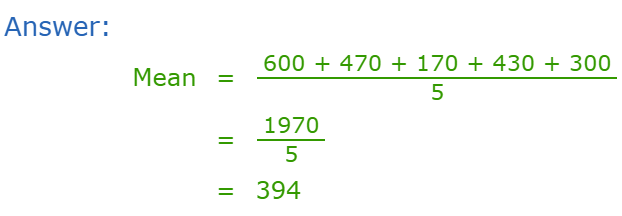 Answer:
Mean = 600 + 470 + 170 + 430 + 300 / 5
= 1970 / 5
= 394